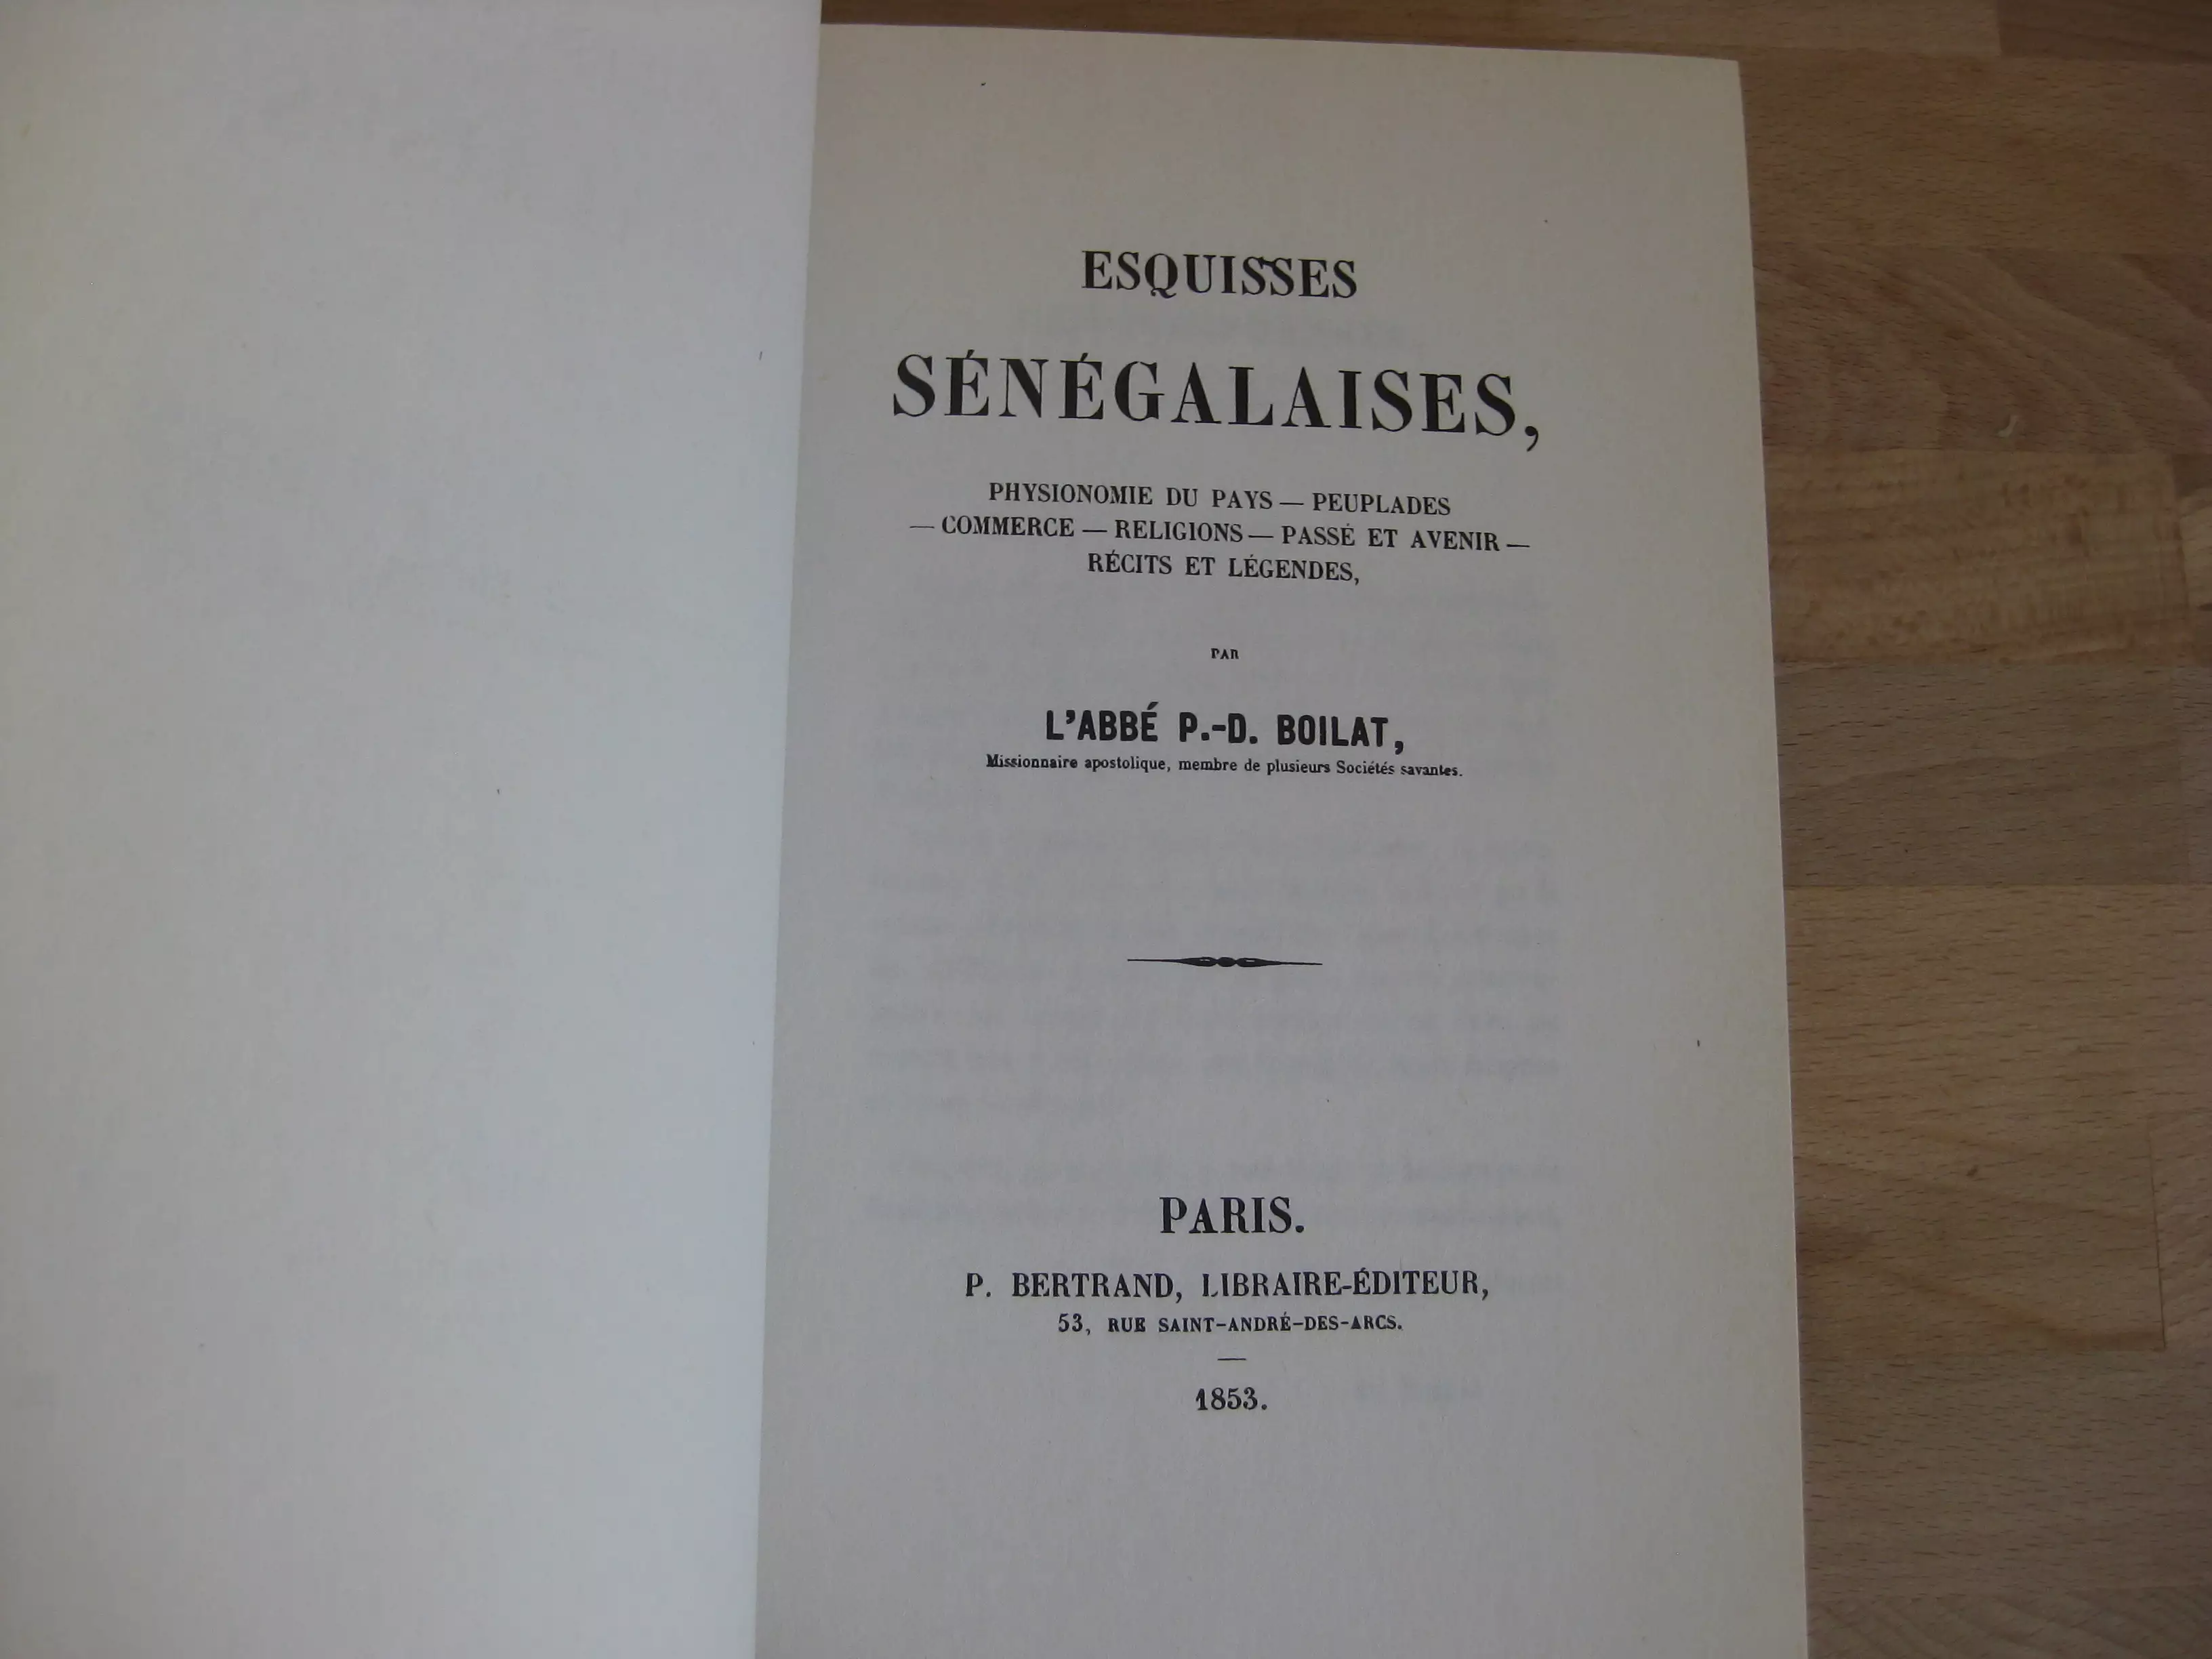 ESQUISSES
SÉNÉGALAISES,
PHYSIONOMIE DU PAYS — PEUPLADES
— COMMERCE — RELIGIONS — PASSÉ ET AVENIR —
RÉCITS ET LÉGENDES,
PAR
L'ABBÉ P.-D. BOILAT,
Missionnaire apostolique, membre de plusieurs Sociétés savantes.
PARIS.
P. BERTRAND, LIBRAIRE-ÉDITEUR,
53, RUE SAINT-ANDRÉ-DES-ARCS.
1853.